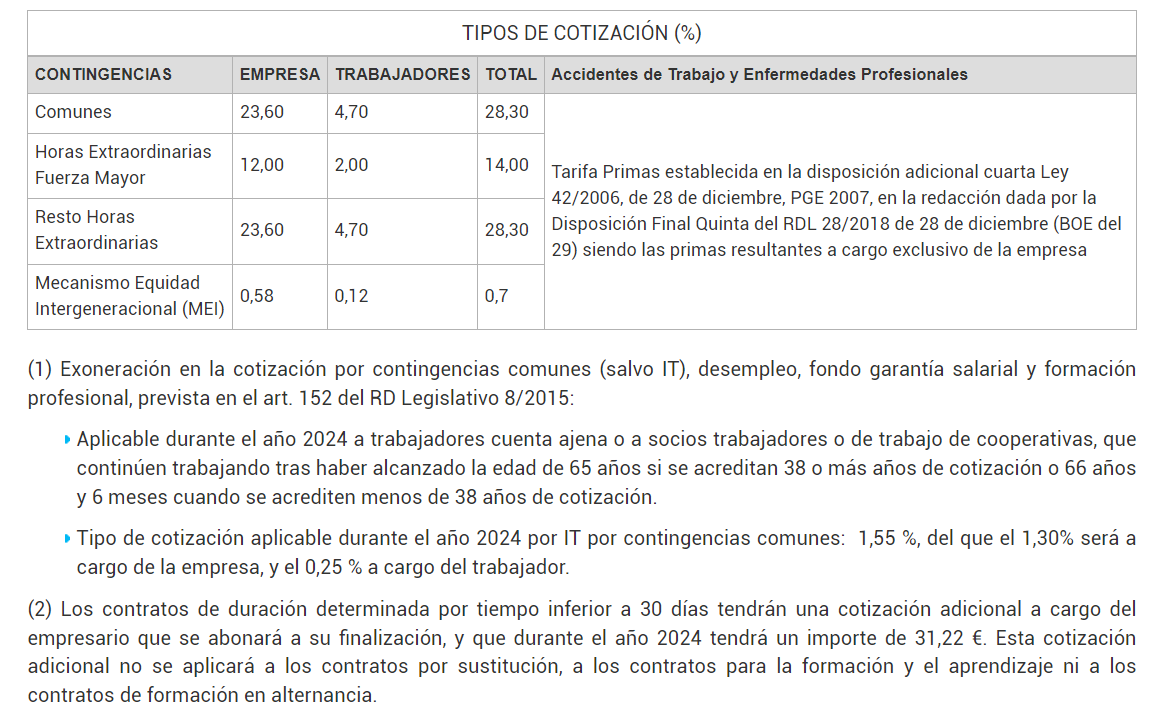 TIPOS DE COTIZACIÓN (%)
CONTINGENCIAS EMPRESA TRABAJADORES TOTAL Accidentes de Trabajo y Enfermedades Profesionales
Comunes 23,60 4,70 28,30
Horas Extraordinarias
Fuerza Mayor 12,00 2,00 14,00
Resto Horas
Extraordinarias 23,60 4,70 28,30
Mecanismo Equidad
Intergeneracional (MEI) 0,58 0,12 0,7
Tarifa Primas establecida en la disposición adicional cuarta Ley
42/2006, de 28 de diciembre, PGE 2007, en la redacción dada por la
Disposición Final Quinta del RDL 28/2018 de 28 de diciembre (BOE del
29) siendo las primas resultantes a cargo exclusivo de la empresa
(1) Exoneración en la cotización por contingencias comunes (salvo IT), desempleo, fondo garantía salarial y formación
profesional, prevista en el art. 152 del RD Legislativo 8/2015:
Aplicable durante el año 2024 a trabajadores cuenta ajena o a socios trabajadores o de trabajo de cooperativas, que
continúen trabajando tras haber alcanzado la edad de 65 años si se acreditan 38 o más años de cotización o 66 años
y 6 meses cuando se acrediten menos de 38 años de cotización.
Tipo de cotización aplicable durante el año 2024 por IT por contingencias comunes: 1,55 %, del que el 1,30% será a
cargo de la empresa, y el 0,25 % a cargo del trabajador.
(2) Los contratos de duración determinada por tiempo inferior a 30 días tendrán una cotización adicional a cargo del
empresario que se abonará a su finalización, y que durante el año 2024 tendrá un importe de 31,22 €. Esta cotización
adicional no se aplicará a los contratos por sustitución, a los contratos para la formación y el aprendizaje ni a los
contratos de formación en alternancia.